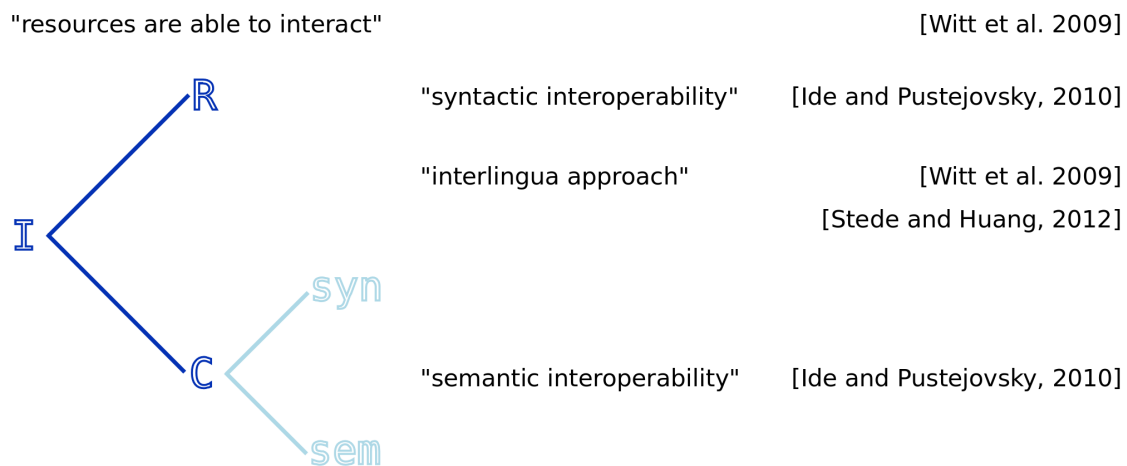 "resources are able to interact" [Witt et al. 2009]
R "syntactic interoperability" [Ide and Pustejovsky, 2010]
"interlingua approach" [Witt et al. 2009]
[Stede and Huang, 2012]
I
syn
C "semantic interoperability" [Ide and Pustejovsky, 2010]
sem